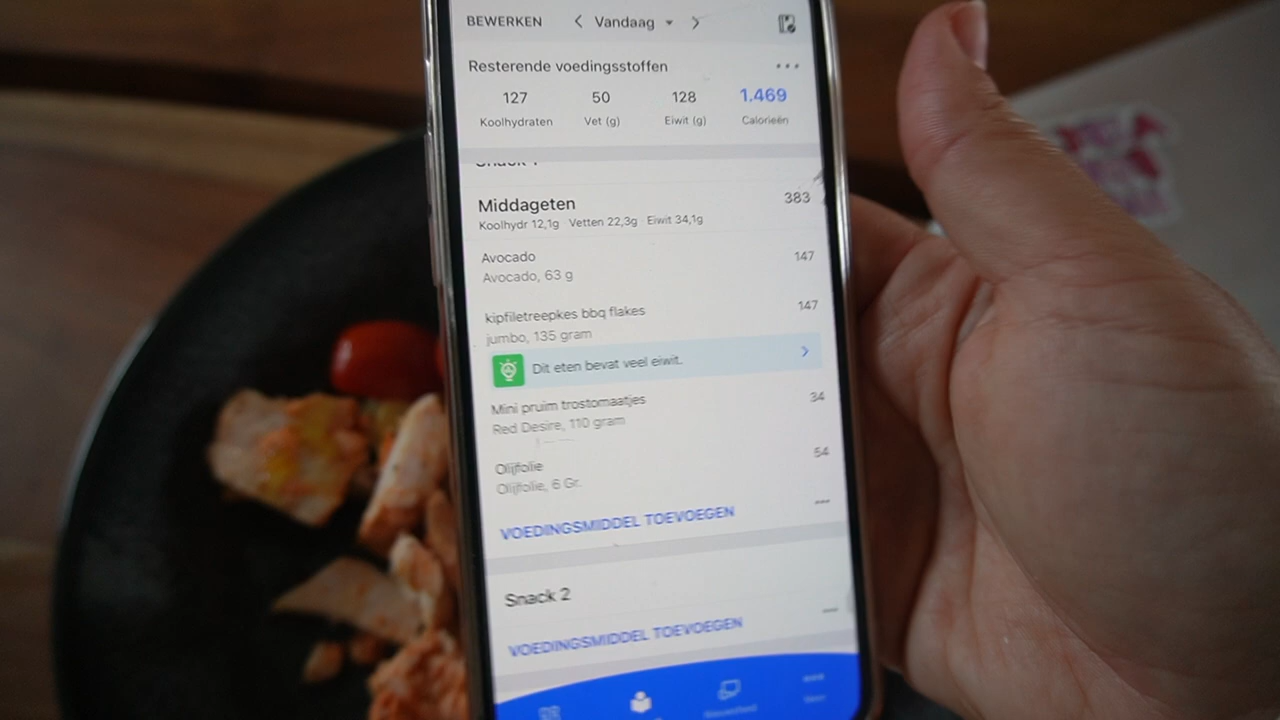 BEWERKEN < Vandaag >
Resterende voedingsstoffen
127 50 128 1.469
Koolhydraten Vet (g) Eiwit (g) Calorieën
Middageten 383
Koolhydr 12,1g Vetten 22,3g Eiwit 34,1g
Avocado 147
Avocado, 63 g
kipfiletreepkes bbq flakes 147
jumbo, 135 gram
Dit eten bevat veel eiwit.
Mini pruim trostomaatjes 34
Red Desire, 110 gram
Olijfolie 54
Olijfolie, 6 Gr.
VOEDINGSMIDDEL TOEVOEGEN
Snack 2
VOEDINGSMIDDEL TOEVOEGEN